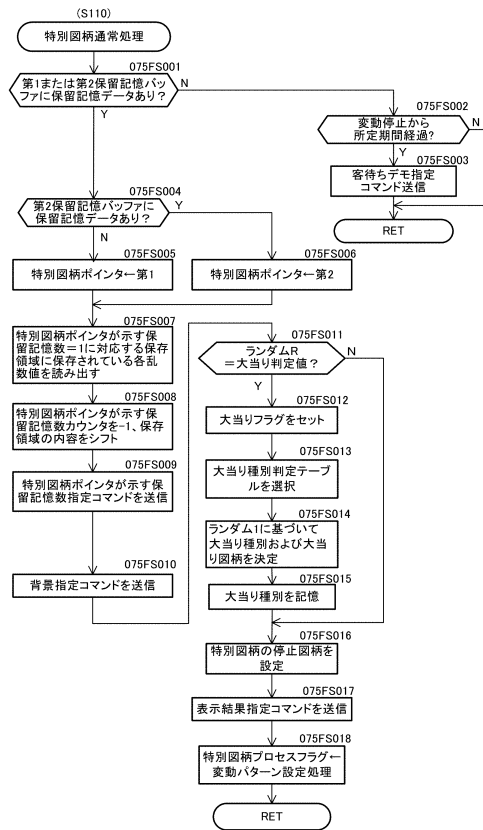 (S110)
特別図柄通常処理
075FS001
第1または第2保留記憶バッ
ファに保留記憶データあり?
N
Y
075FS002
変動停止から
所定期間経過?
N
Y
075FS003
客待ちデモ指定
コマンド送信
RET
075FS004
第2保留記憶バッファに
保留記憶データあり?
Y
N
075FS005
特別図柄ポインタ←第1
075FS006
特別図柄ポインタ←第2
075FS007
特別図柄ポインタが示す保
留記憶数=1に対応する保存
領域に保存されている各乱
数値を読み出す
075FS008
特別図柄ポインタが示す保
留記憶数カウンタを-1、保存
領域の内容をシフト
075FS009
特別図柄ポインタが示す保
留記憶数指定コマンドを送信
075FS010
背景指定コマンドを送信
075FS011
ランダムR
=大当り判定値?
N
Y
075FS012
大当りフラグをセット
075FS013
大当り種別判定テーブ
ルを選択
075FS014
ランダム1に基づいて
大当り種別および大当
り図柄を決定
075FS015
大当り種別を記憶
075FS016
特別図柄の停止図柄を
設定
075FS017
表示結果指定コマンドを送信
075FS018
特別図柄プロセスフラグ←
変動パターン設定処理
RET